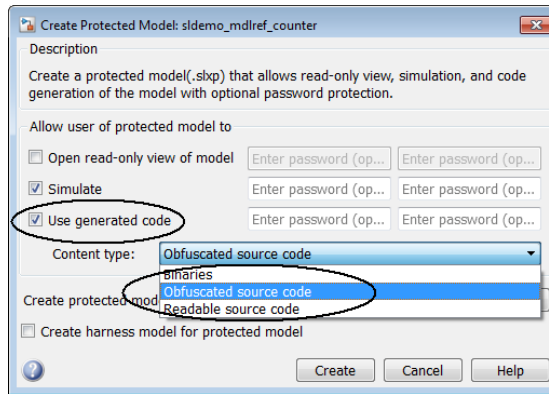 Create Protected Model: sldemo_mdlref_counter
Description
Create a protected model(.slxp) that allows read-only view, simulation, and code
generation of the model with optional password protection.
Allow user of protected model to
Open read-only view of model Enter password (op... Enter password (op...
Simulate Enter password (op... Enter password (op...
Use generated code Enter password (op... Enter password (op...
Content type: Obfuscated source code
Binaries
Obfuscated source code
Create protected mod
Readable source code
Create harness model for protected model
Create Cancel Help